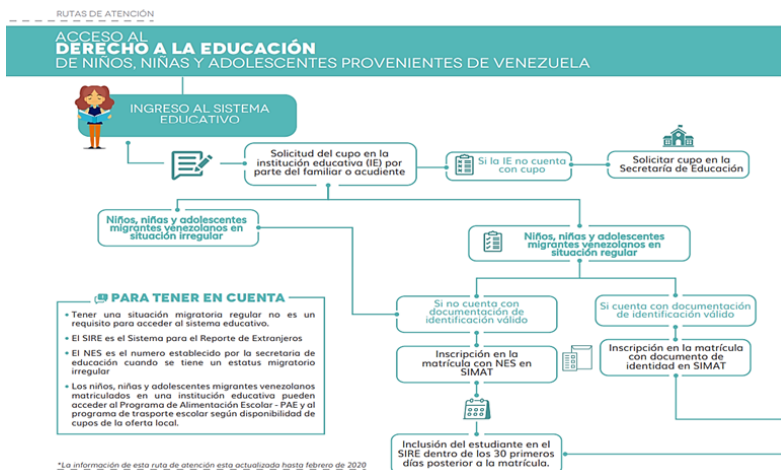 RUTAS DE ATENCIÓN
ACCESO AL
DERECHO A LA EDUCACIÓN
DE NIÑOS, NIÑAS Y ADOLESCENTES PROVENIENTES DE VENEZUELA
INGRESO AL SISTEMA
EDUCATIVO
Solicitud del cupo en la
institución educativa (IE) por
parte del familiar o acudiente
Si la IE no cuenta
con cupo
Solicitar cupo en la
Secretaría de Educación
Niños, niñas y adolescentes
migrantes venezolanos en
situación irregular
Niños, niñas y adolescentes
migrantes venezolanos en
situación regular
Si no cuenta con
documentación de
identificación válido
Si cuenta con documentación
de identificación válido
Inscripción en la
matrícula con NES en
SIMAT
Inscripción en la matrícula
con documento de
identidad en SIMAT
Inclusión del estudiante en el
SIRE dentro de los 30 primeros
días posterior a la matrícula.
PARA TENER EN CUENTA
• Tener una situación migratoria regular no es un
requisito para acceder al sistema educativo.
• El SIRE es el Sistema para el Reporte de Extranjeros
• El NES es el numero establecido por la secretaria de
educación cuando se tiene un estatus migratorio
irregular
• Los niños, niñas y adolescentes migrantes venezolanos
matriculados en una institución educativa pueden
acceder al Programa de Alimentación Escolar - PAE y al
programa de trasporte escolar según disponibilidad de
cupos de la oferta local.
*La información de esta ruta de atención esta actualizada hasta febrero de 2020